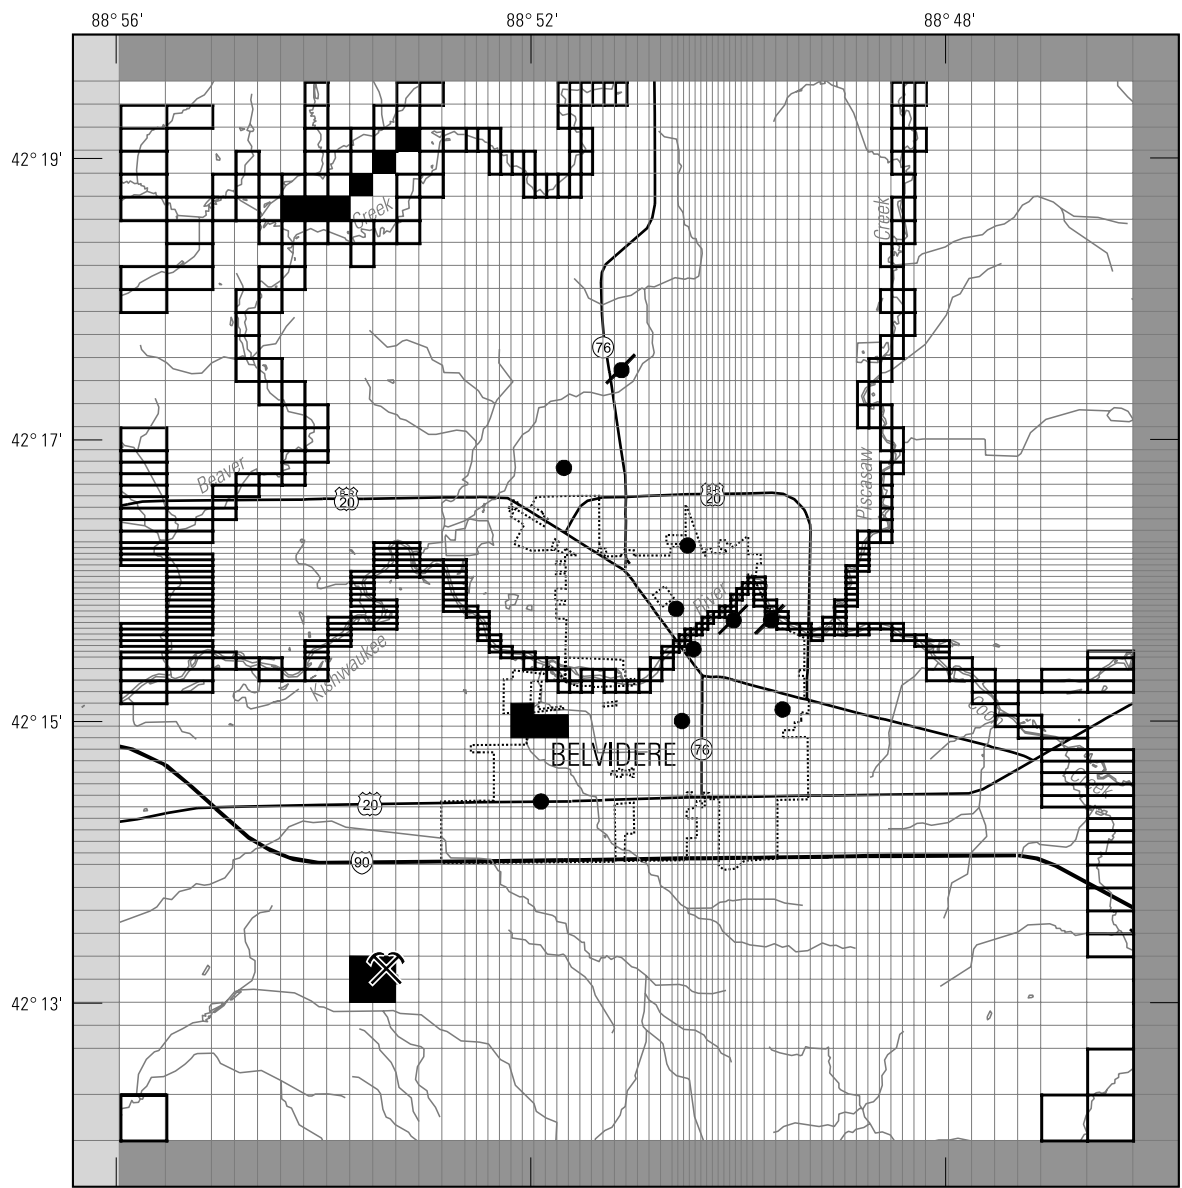 88° 56' 88° 52' 88° 48'
42° 19'
Creek
Creek
76
42° 17'
Beaver
Piscasaw
20
20
River
Kishwaukee
42° 15'
Coon
BELVIDERE
76
Creek
20
90
42° 13'